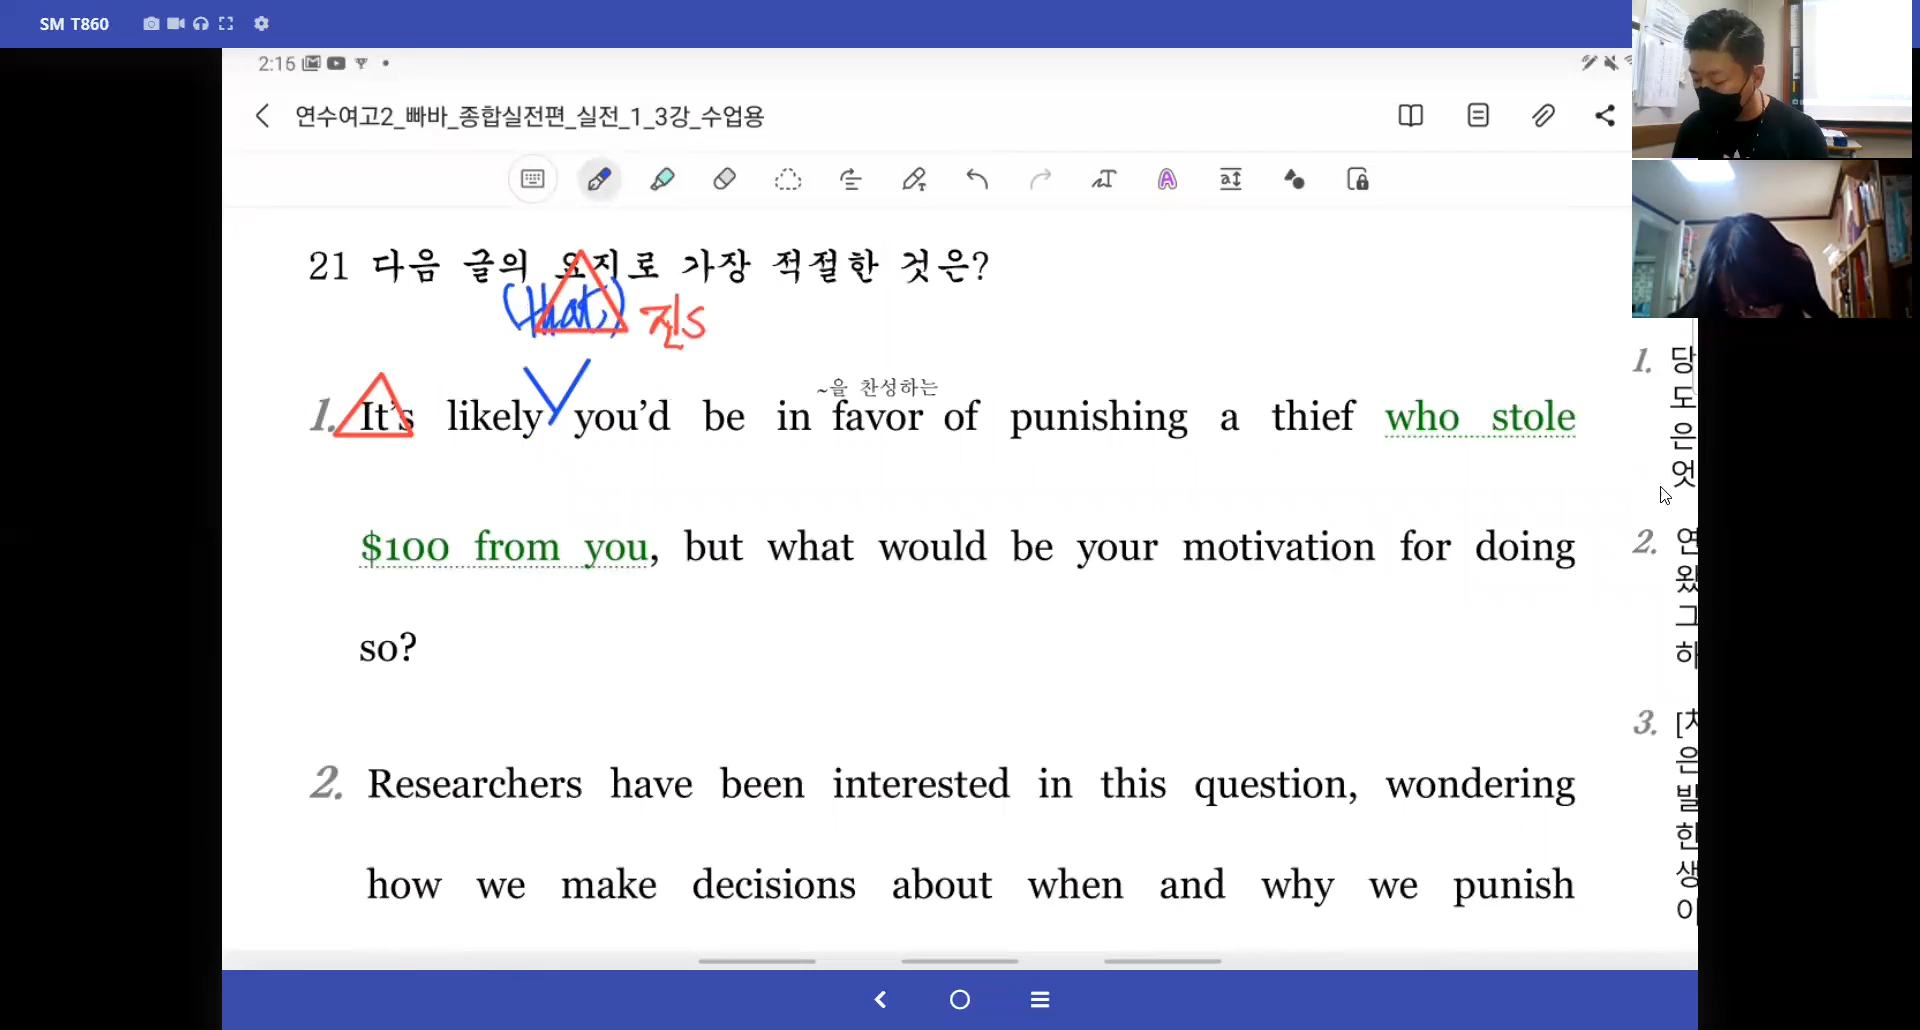 SM T860
2:15
연수여고2_빠바_종합실전편_실전_1_3강_수업용
21 다음 글의 요지로 가장 적절한 것은?
(that) 진S
~을 찬성하는
1. It's likely you'd be in favor of punishing a thief who stole
$100 from you, but what would be your motivation for doing
so?
2. Researchers have been interested in this question, wondering
how we make decisions about when and why we punish
1. 당
도
은
엇
2. 연
왔
그
하
3. [차
은
발
한
생
이